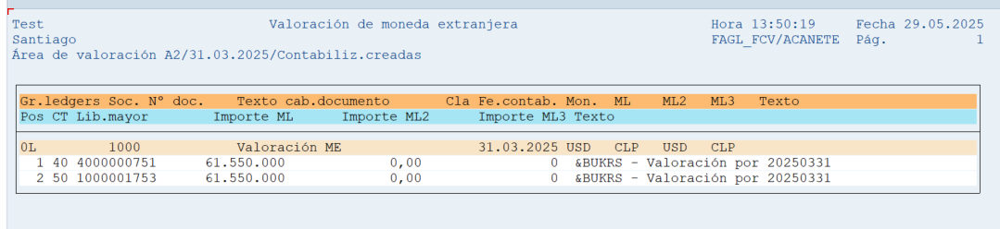 Test Valoración de moneda extranjera Hora 13:50:19 Fecha 29.05.2025
Santiago FAGL_FCV/ACANETE Pág. 1
Área de valoración A2/31.03.2025/Contabiliz.creadas
Gr.ledgers Soc. Nº doc. Texto cab.documento Cla Fe.contab. Mon. ML ML2 ML3 Texto
Pos CT Lib.mayor Importe ML Importe ML2 Importe ML3 Texto
0L 1000 Valoración ME 31.03.2025 USD CLP USD CLP
1 40 4000000751 61.550.000 0,00 0 &BUKRS - Valoración por 20250331
2 50 1000001753 61.550.000 0,00 0 &BUKRS - Valoración por 20250331